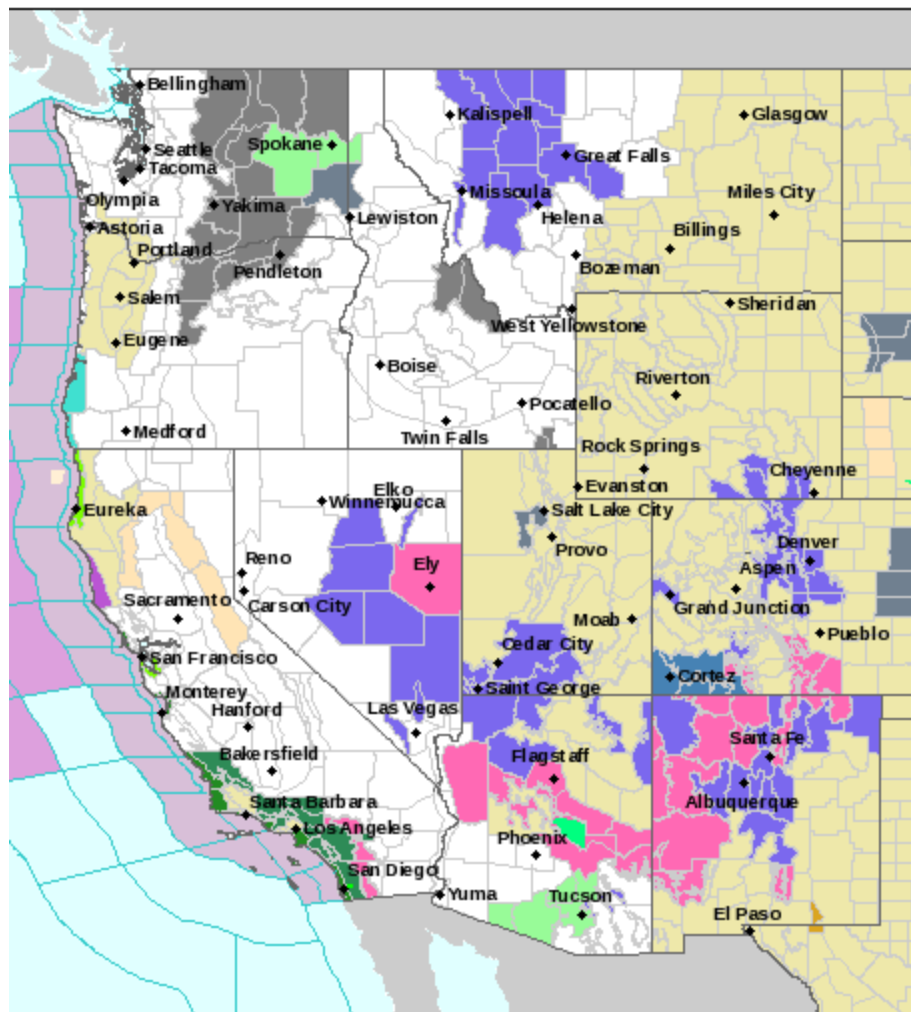 Bellingham
Kalispell
Glasgow
Spokane
Seattle
Great Falls
Tacoma
Missoula
Miles City
Olympia
Yakima
Lewiston
Helena
Astoria
Billings
Portland
Pendleton
Bozeman
Salem
Sheridan
West Yellowstone
Eugene
Boise
Riverton
Pocatello
Medford
Twin Falls
Rock Springs
Cheyenne
Evanston
Elko
Winnemucca
Eureka
Salt Lake City
Provo
Denver
Reno
Ely
Aspen
Sacramento
Carson City
Grand Junction
Moab
Pueblo
Cedar City
San Francisco
Cortez
Saint George
Monterey
Hanford
Las Vegas
Santa Fe
Bakersfield
Flagstaff
Albuquerque
Santa Barbara
Los Angeles
Phoenix
San Diego
Yuma
Tucson
El Paso